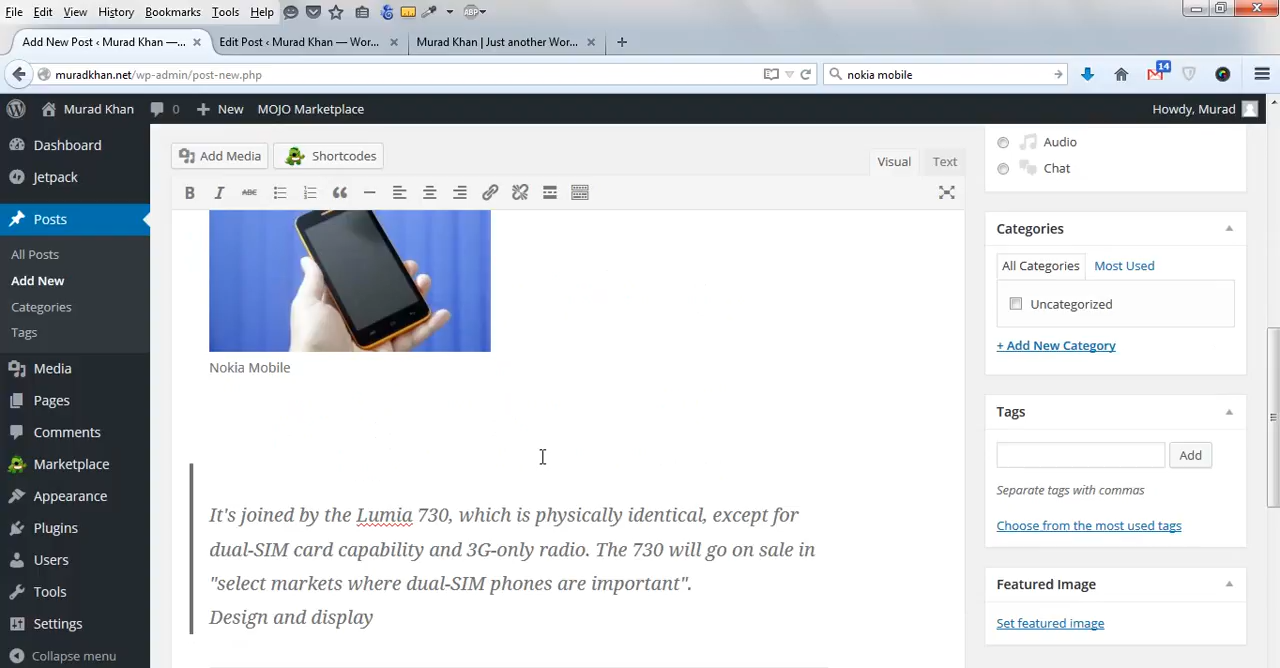 File Edit View History Bookmarks Tools Help ABP
Add New Post ‹ Murad Khan —... × Edit Post ‹ Murad Khan — Wor... × Murad Khan | Just another Wor... × +
muradkhan.net/wp-admin/post-new.php nokia mobile 14
Murad Khan 0 + New MOJO Marketplace Howdy, Murad
Dashboard
Jetpack
Posts
All Posts
Add New
Categories
Tags
Media
Pages
Comments
Marketplace
Appearance
Plugins
Users
Tools
Settings
Collapse menu
Add Media Shortcodes Visual Text
B I ABC
Nokia Mobile
It's joined by the Lumia 730, which is physically identical, except for
dual-SIM card capability and 3G-only radio. The 730 will go on sale in
"select markets where dual-SIM phones are important".
Design and display
Audio
Chat
Categories
All Categories Most Used
Uncategorized
+ Add New Category
Tags
Add
Separate tags with commas
Choose from the most used tags
Featured Image
Set featured image